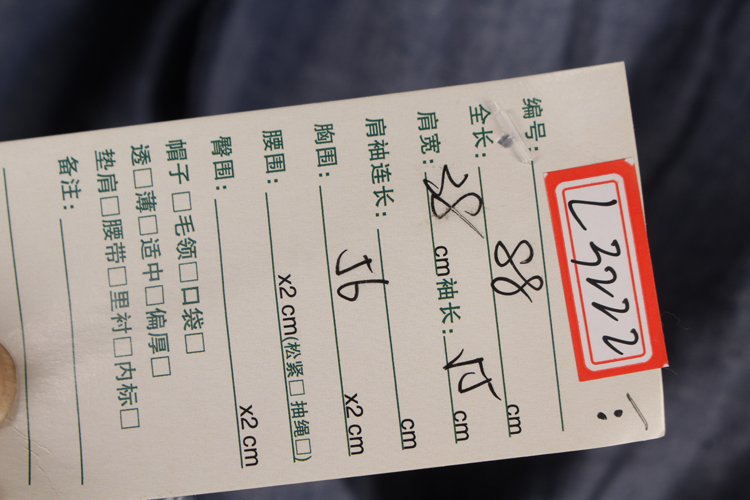 编号: L3222
全长: 88 cm
肩宽: 38 cm 袖长: cm
肩袖连长: cm
胸围: 56 x2 cm
腰围: x2 cm(松紧□ 抽绳□)
臀围: x2 cm
帽子□毛领□口袋□
透□薄□适中□偏厚□
垫肩□腰带□里衬□内标□
备注: